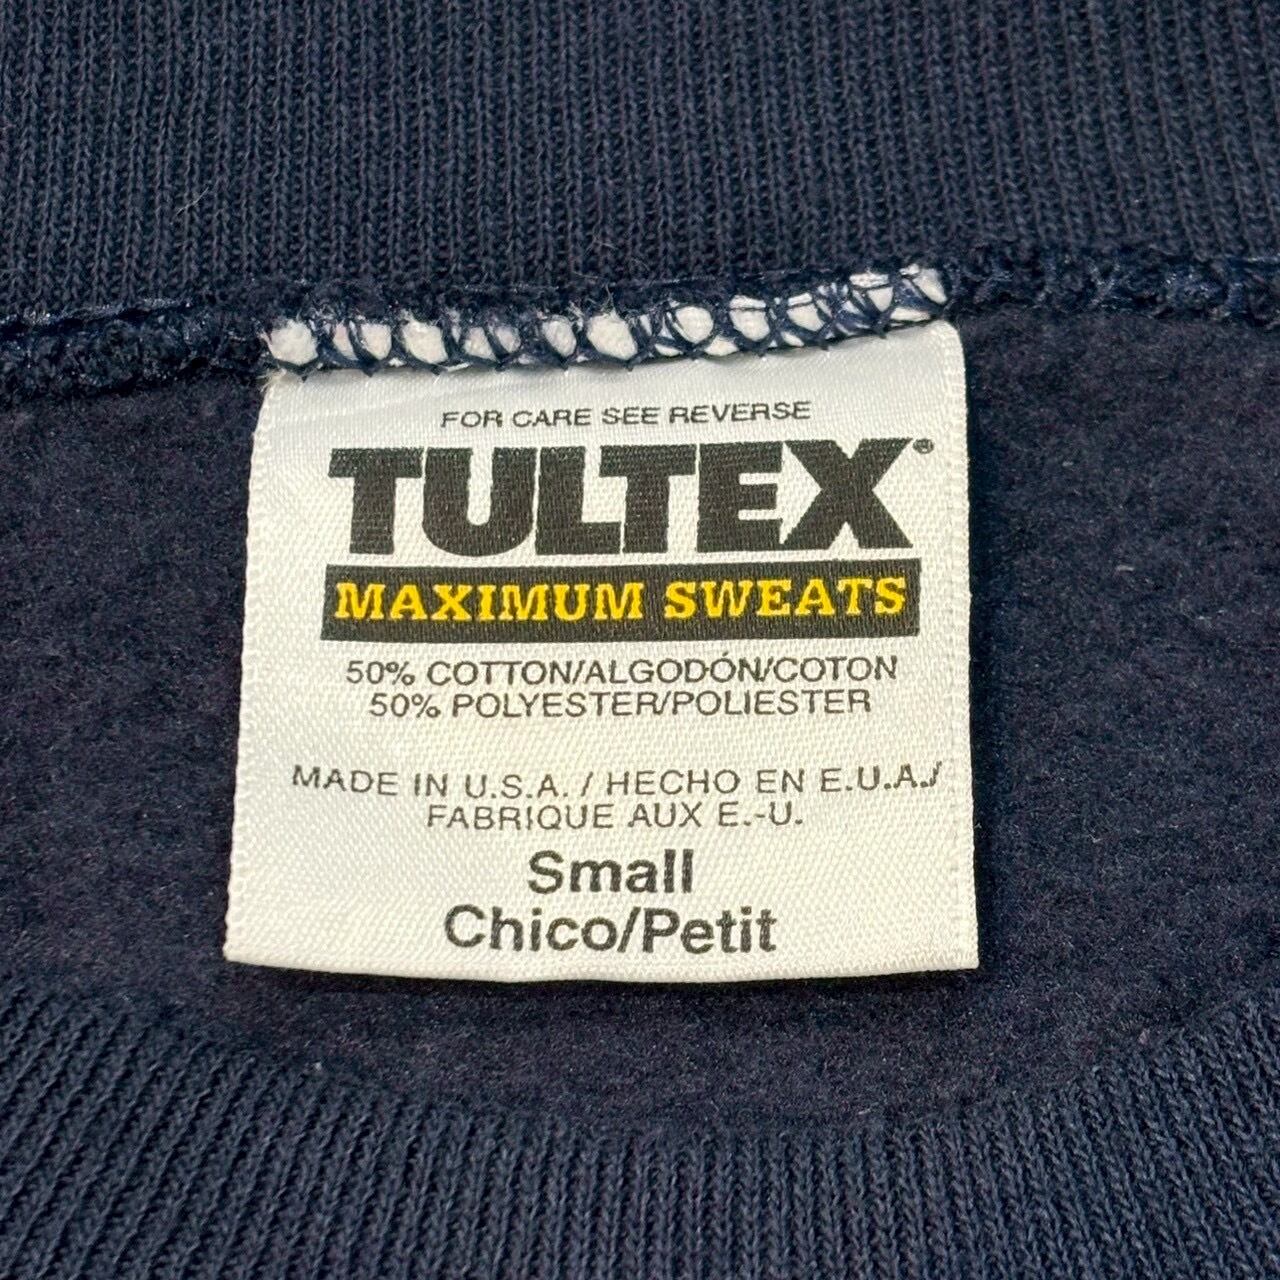 FOR CARE SEE REVERSE
TULTEX®
MAXIMUM SWEATS
50% COTTON/ALGODÓN/COTON
50% POLYESTER/POLIESTER
MADE IN U.S.A. / HECHO EN E.U.A./
FABRIQUE AUX E.-U.
Small
Chico/Petit